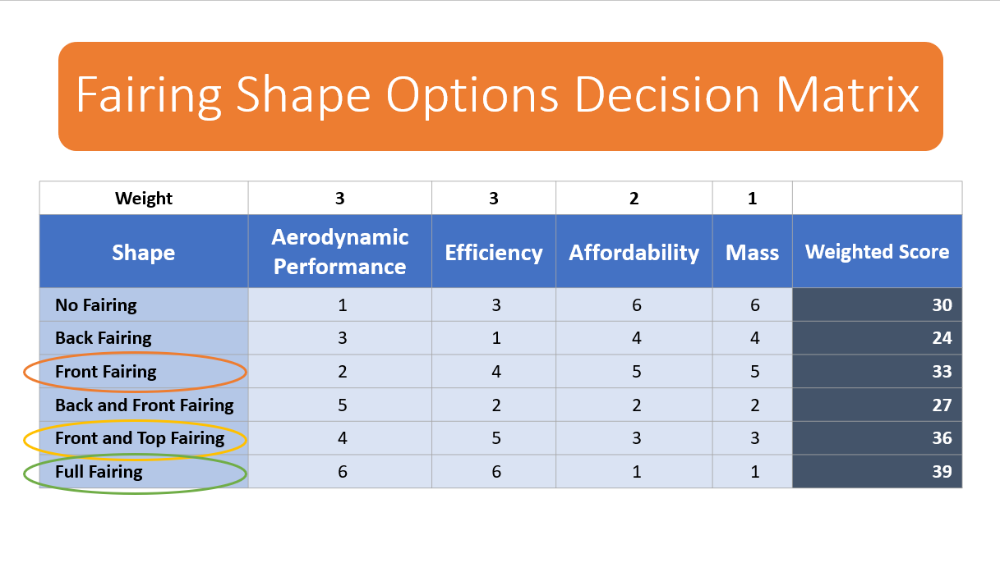 Fairing Shape Options Decision Matrix
Weight 3 3 2 1
Shape Aerodynamic Performance Efficiency Affordability Mass Weighted Score
No Fairing 1 3 6 6 30
Back Fairing 3 1 4 4 24
Front Fairing 2 4 5 5 33
Back and Front Fairing 5 2 2 2 27
Front and Top Fairing 4 5 3 3 36
Full Fairing 6 6 1 1 39